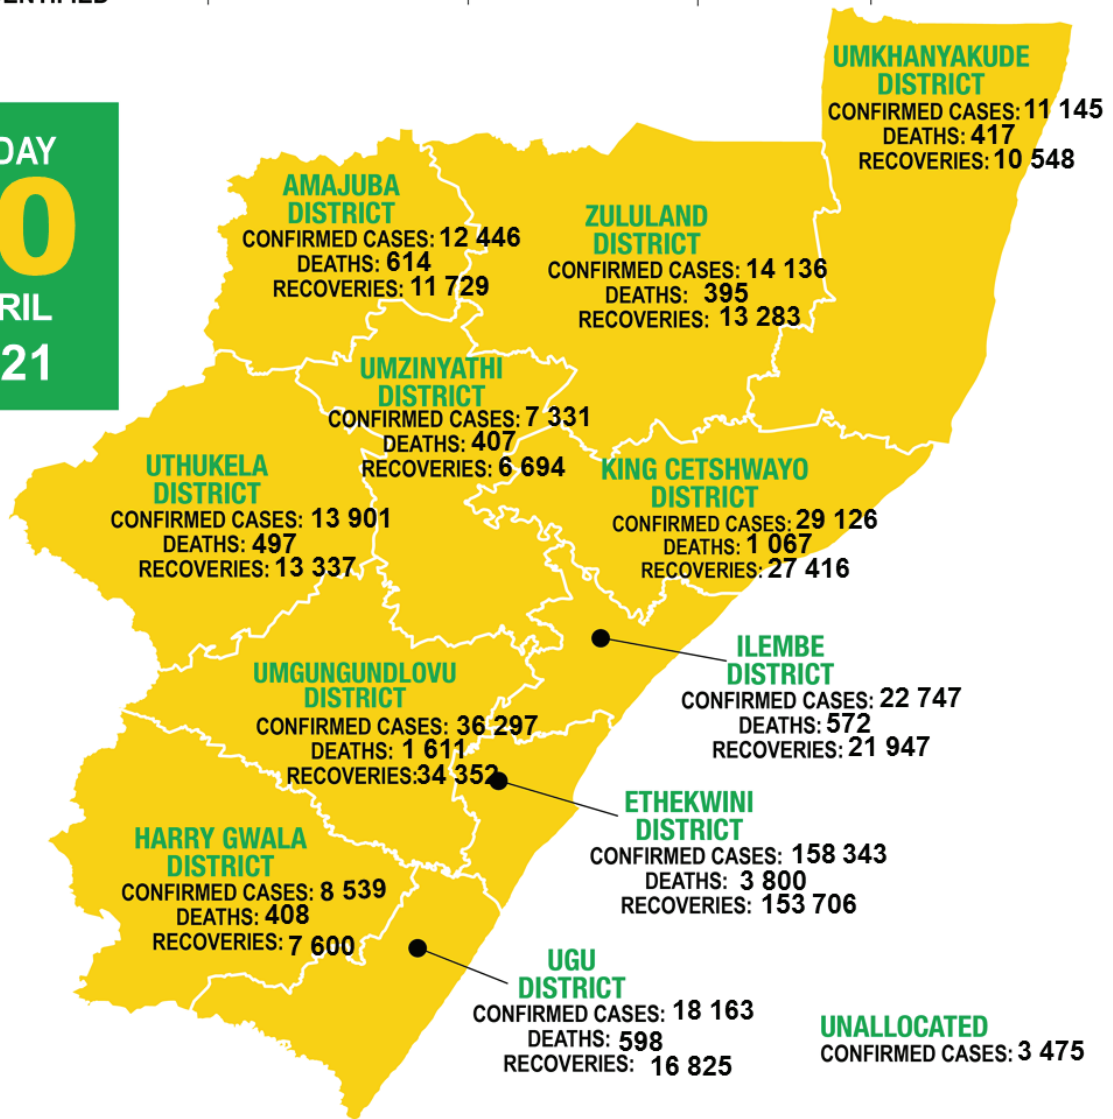 UMKHANYAKUDE
DISTRICT
CONFIRMED CASES: 11 145
DEATHS: 417
RECOVERIES: 10 548
DAY
0
RIL
21
AMAJUBA
DISTRICT
CONFIRMED CASES: 12 446
DEATHS: 614
RECOVERIES: 11 729
ZULULAND
DISTRICT
CONFIRMED CASES: 14 136
DEATHS: 395
RECOVERIES: 13 283
UMZINYATHI
DISTRICT
CONFIRMED CASES: 7 331
DEATHS: 407
RECOVERIES: 6 694
UTHUKELA
DISTRICT
CONFIRMED CASES: 13 901
DEATHS: 497
RECOVERIES: 13 337
KING CETSHWAYO
DISTRICT
CONFIRMED CASES: 29 126
DEATHS: 1 067
RECOVERIES: 27 416
ILEMBE
DISTRICT
CONFIRMED CASES: 22 747
DEATHS: 572
RECOVERIES: 21 947
UMGUNGUNDLOVU
DISTRICT
CONFIRMED CASES: 36 297
DEATHS: 1 611
RECOVERIES:34 352
ETHEKWINI
DISTRICT
CONFIRMED CASES: 158 343
DEATHS: 3 800
RECOVERIES: 153 706
HARRY GWALA
DISTRICT
CONFIRMED CASES: 8 539
DEATHS: 408
RECOVERIES: 7 600
UGU
DISTRICT
CONFIRMED CASES: 18 163
DEATHS: 598
RECOVERIES: 16 825
UNALLOCATED
CONFIRMED CASES: 3 475